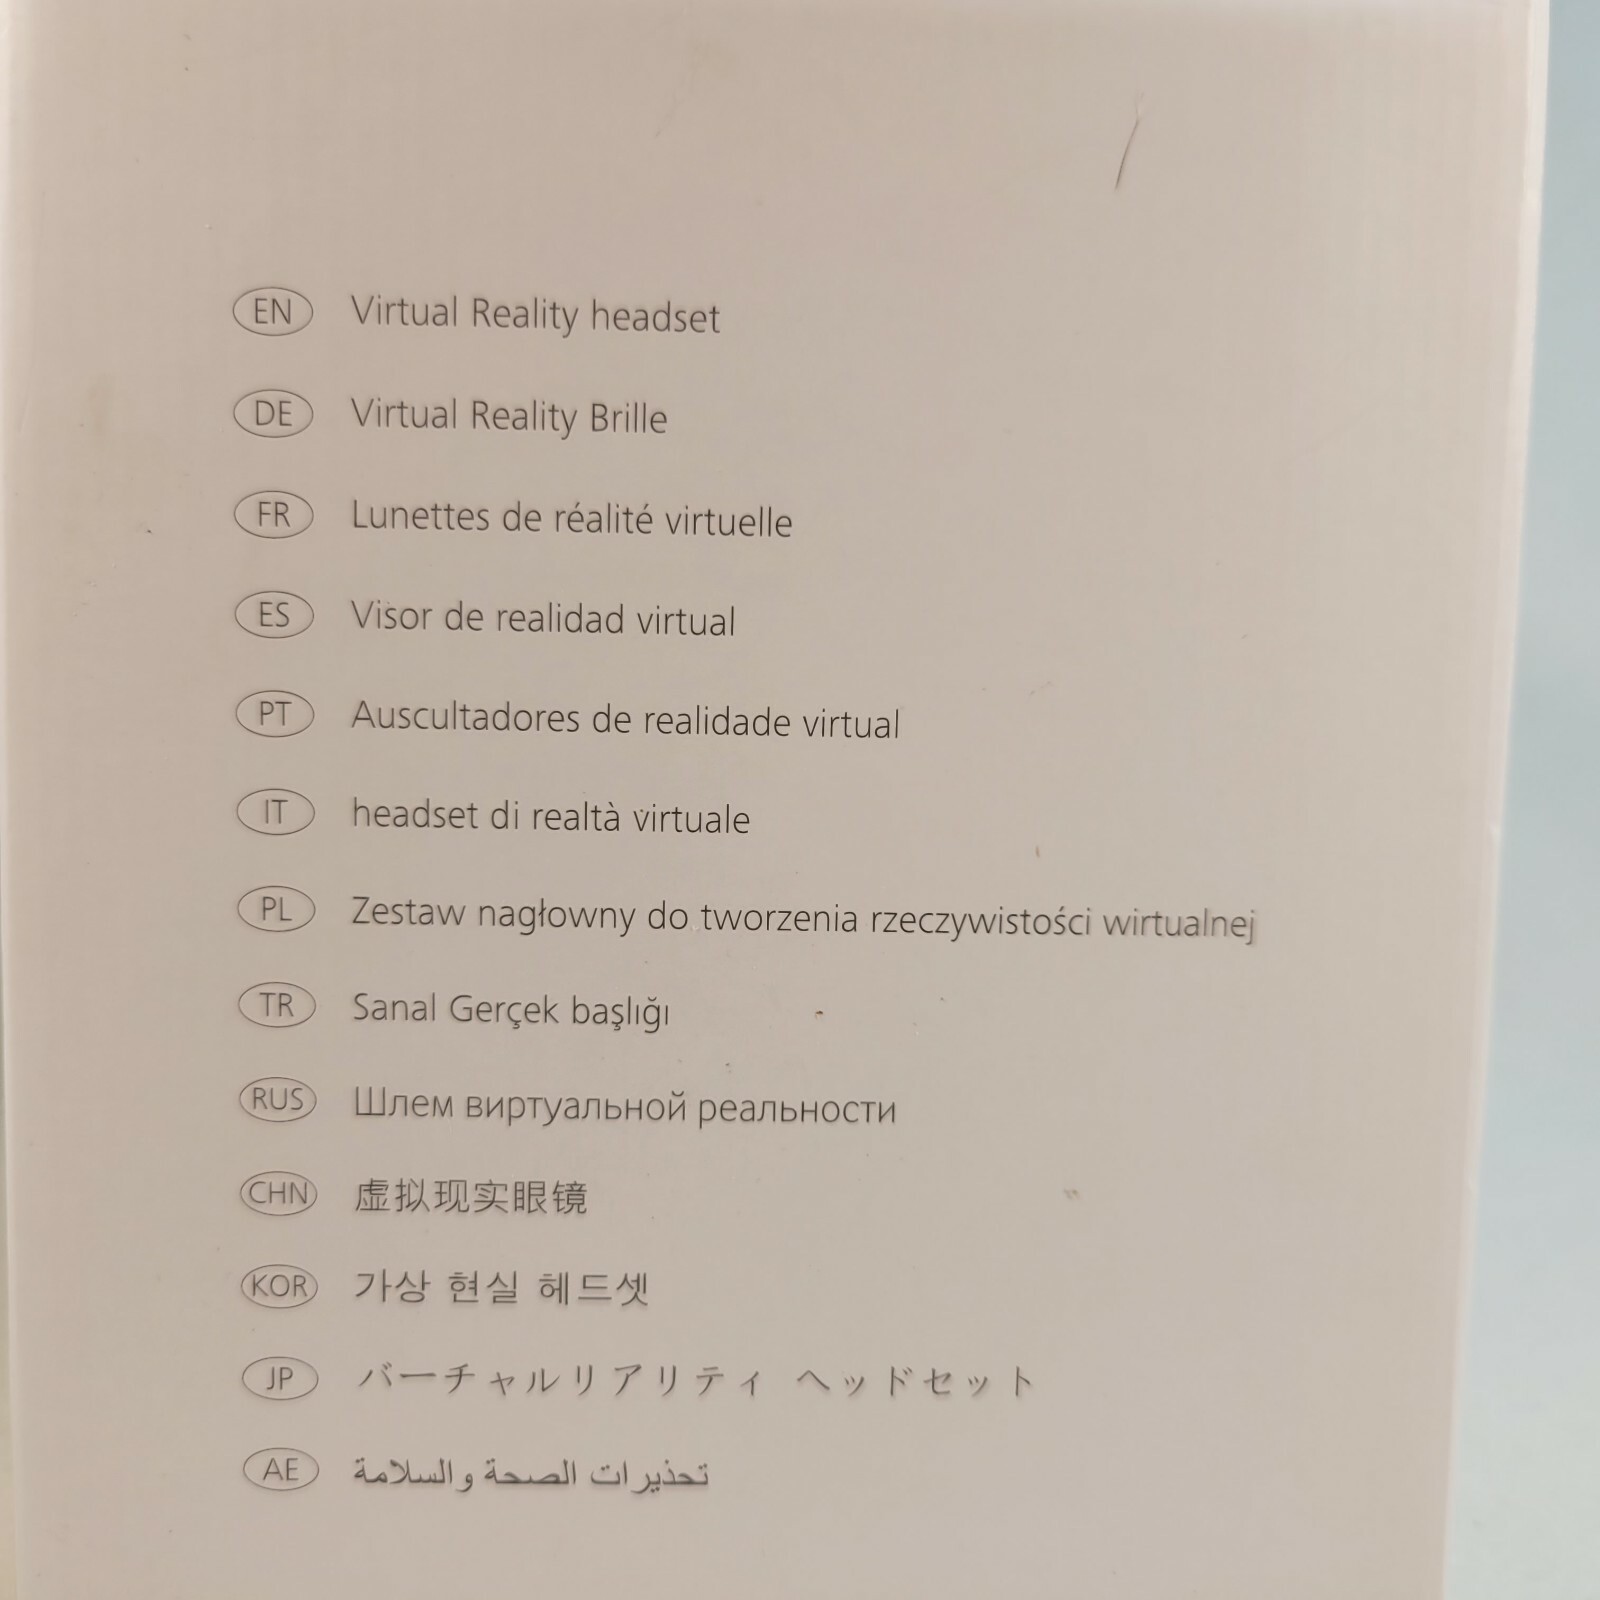 EN Virtual Reality headset
DE Virtual Reality Brille
FR Lunettes de réalité virtuelle
ES Visor de realidad virtual
PT Auscultadores de realidade virtual
IT headset di realtà virtuale
PL Zestaw nagłowny do tworzenia rzeczywistości wirtualnej
TR Sanal Gerçek başlığı
RUS Шлем виртуальной реальности
CHN 虚拟现实眼镜
KOR 가상 현실 헤드셋
JP バーチャルリアリティ ヘッドセット
AE تحذيرات الصحة والسلامة